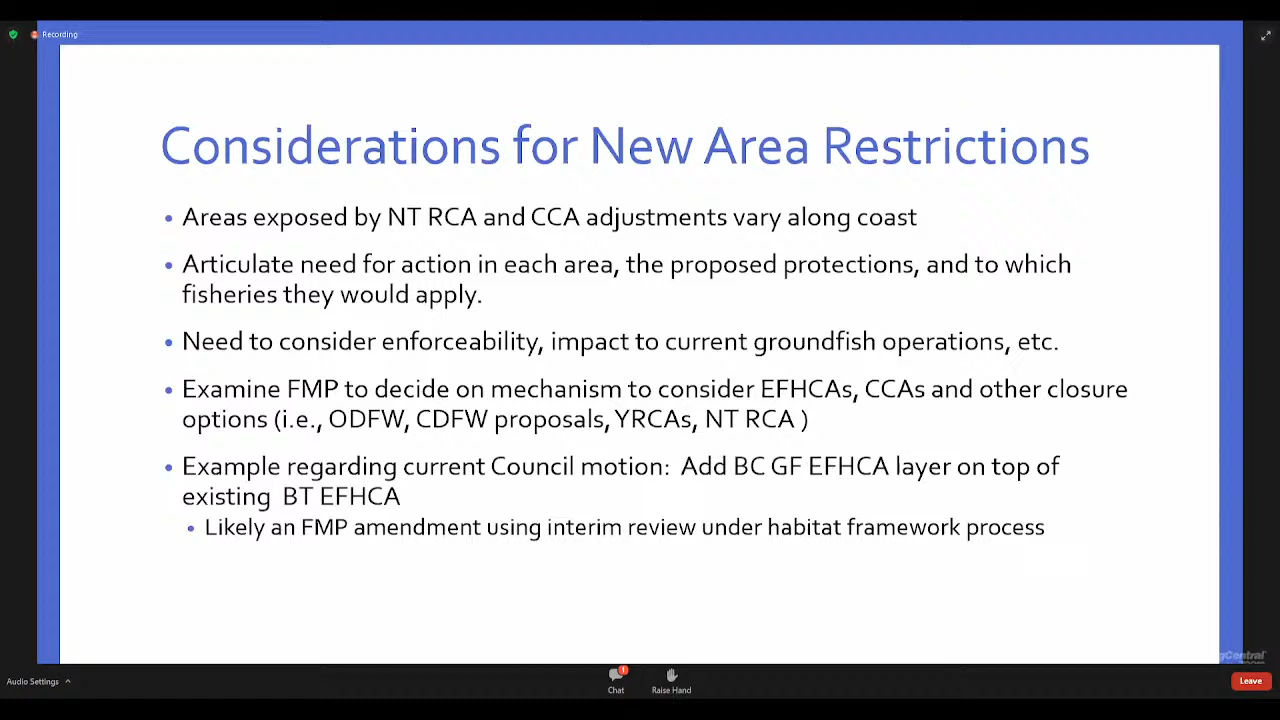 Recording
Considerations for New Area Restrictions
• Areas exposed by NT RCA and CCA adjustments vary along coast
• Articulate need for action in each area, the proposed protections, and to which
fisheries they would apply.
• Need to consider enforceability, impact to current groundfish operations, etc.
• Examine FMP to decide on mechanism to consider EFHCAs, CCAs and other closure
options (i.e., ODFW, CDFW proposals, YRCAs, NT RCA )
• Example regarding current Council motion:  Add BC GF EFHCA layer on top of
existing  BT EFHCA
• Likely an FMP amendment using interim review under habitat framework process
Audio Settings
1
Chat
Raise Hand
Leave